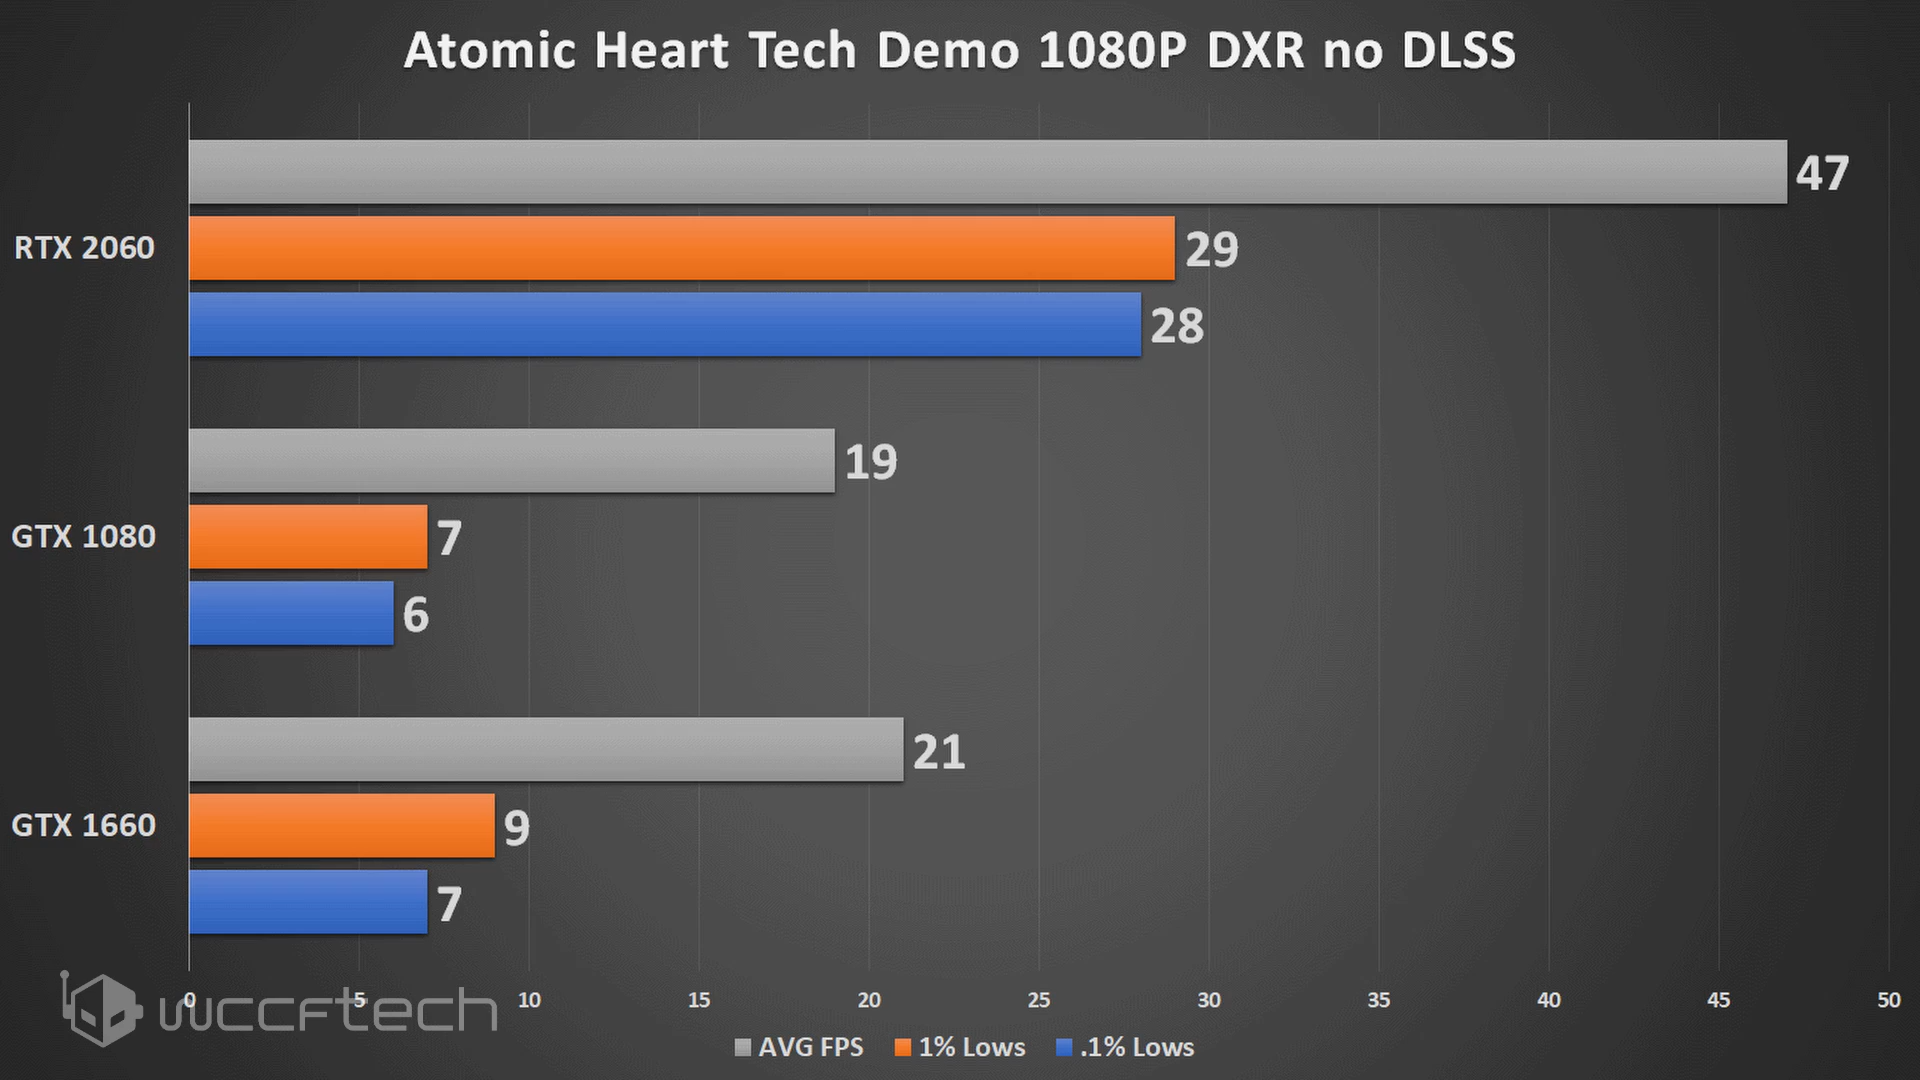 Atomic Heart Tech Demo 1080P DXR no DLSS
47
RTX 2060
29
28
19
GTX 1080
7
6
21
GTX 1660
9
7
0 5 10 15 20 25 30 35 40 45 50
wccftech
AVG FPS 1% Lows .1% Lows